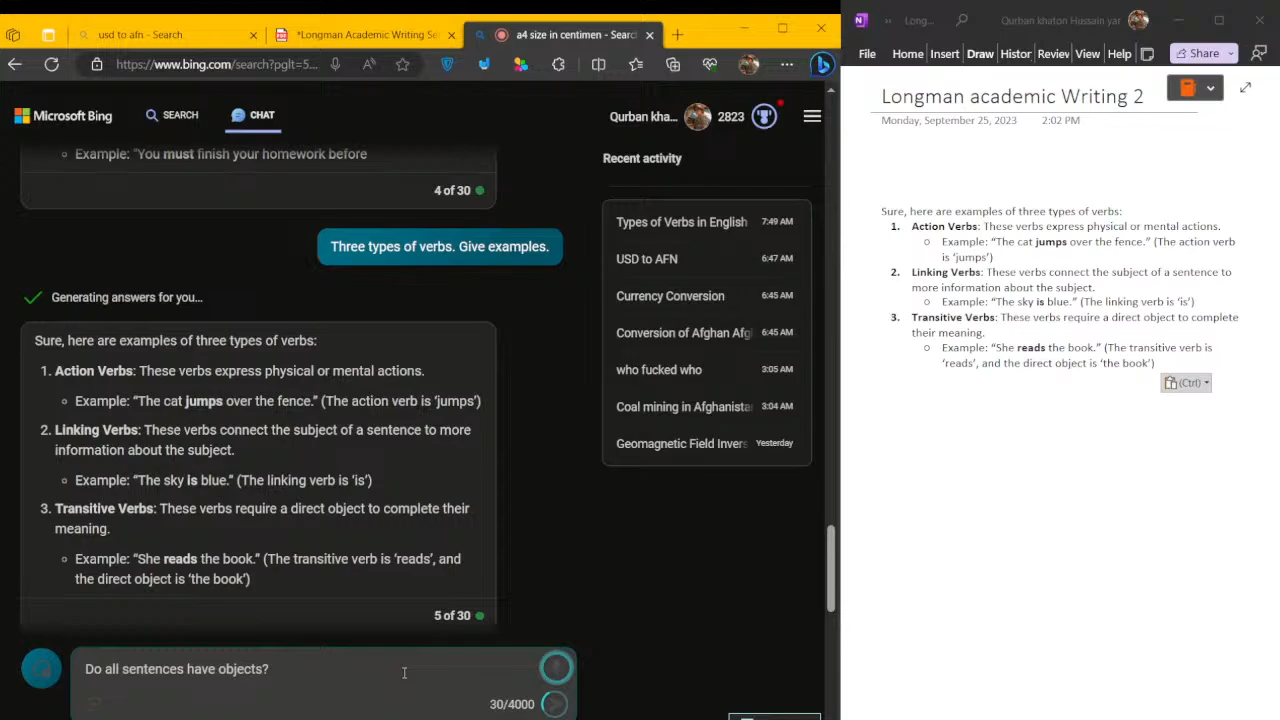 usd to afn - Search
*Longman Academic Writing Se
a4 size in centimen - Searc
https://www.bing.com/search?pglt=5...
Microsoft Bing
SEARCH
CHAT
Qurban kha...
2823
Example: "You must finish your homework before
4 of 30
Three types of verbs. Give examples.
Generating answers for you...
Sure, here are examples of three types of verbs:
1. Action Verbs: These verbs express physical or mental actions.
Example: “The cat jumps over the fence.” (The action verb is ‘jumps’)
2. Linking Verbs: These verbs connect the subject of a sentence to more
information about the subject.
Example: “The sky is blue.” (The linking verb is ‘is’)
3. Transitive Verbs: These verbs require a direct object to complete their
meaning.
Example: “She reads the book.” (The transitive verb is ‘reads’, and
the direct object is ‘the book’)
5 of 30
Do all sentences have objects?
30/4000
Recent activity
Types of Verbs in English 7:49 AM
USD to AFN 6:47 AM
Currency Conversion 6:45 AM
Conversion of Afghan Afg 6:45 AM
who fucked who 3:05 AM
Coal mining in Afghanista 3:04 AM
Geomagnetic Field Invers Yesterday
Long...
Qurban khaton Hussain yar
File Home Insert Draw Histor Review View Help
Share
Longman academic Writing 2
Monday, September 25, 2023 2:02 PM
Sure, here are examples of three types of verbs:
1. Action Verbs: These verbs express physical or mental actions.
Example: “The cat jumps over the fence.” (The action verb
is ‘jumps’)
2. Linking Verbs: These verbs connect the subject of a sentence to
more information about the subject.
Example: “The sky is blue.” (The linking verb is ‘is’)
3. Transitive Verbs: These verbs require a direct object to complete
their meaning.
Example: “She reads the book.” (The transitive verb is
‘reads’, and the direct object is ‘the book’)
(Ctrl)